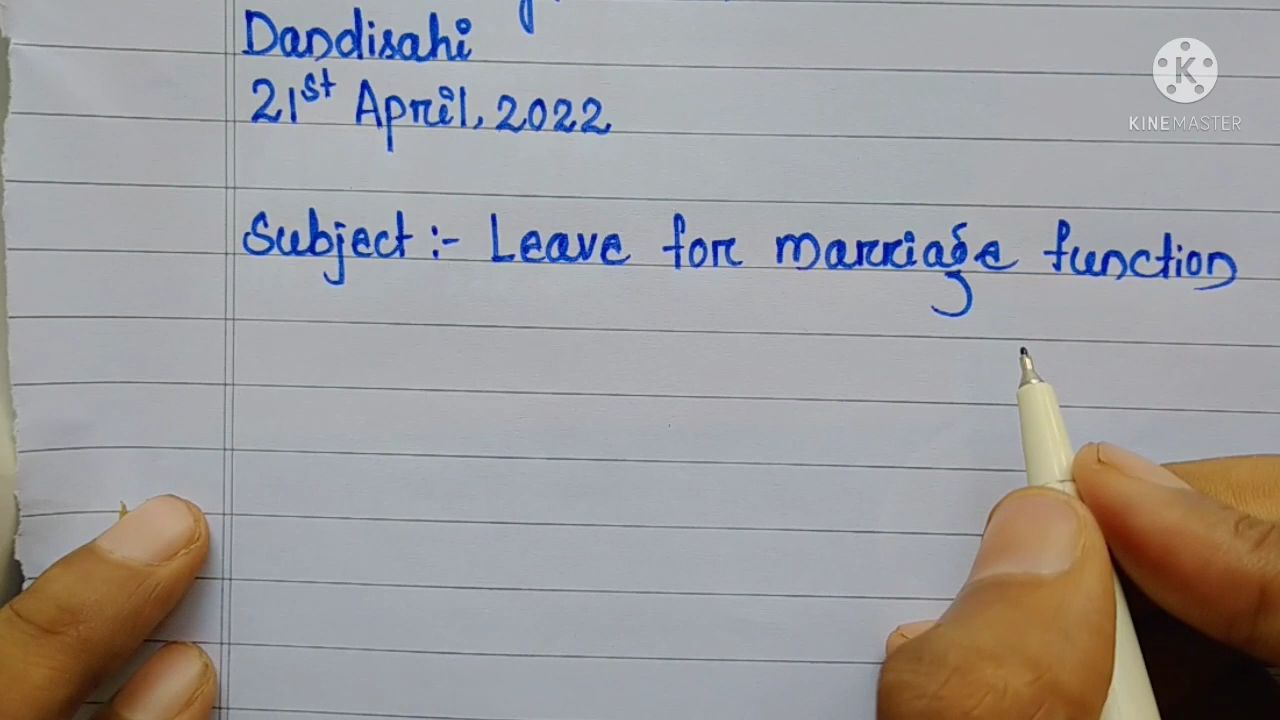 Dandisahi
21st April, 2022
Subject:- Leave for marriage function
KINEMASTER